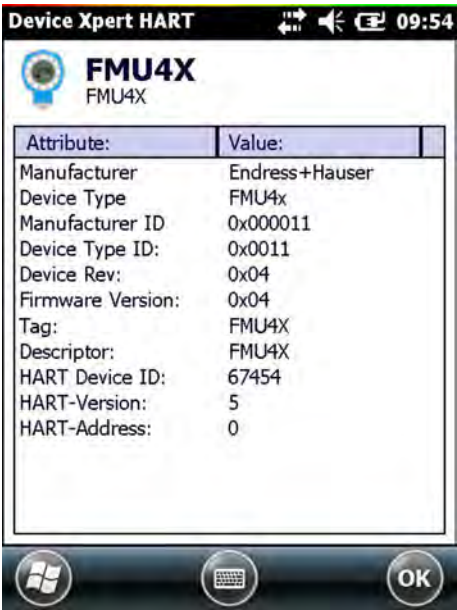 Device Xpert HART 09:54
FMU4X
FMU4X
Attribute: Value:
Manufacturer Endress+Hauser
Device Type FMU4x
Manufacturer ID 0x000011
Device Type ID: 0x0011
Device Rev: 0x04
Firmware Version: 0x04
Tag: FMU4X
Descriptor: FMU4X
HART Device ID: 67454
HART-Version: 5
HART-Address: 0
OK